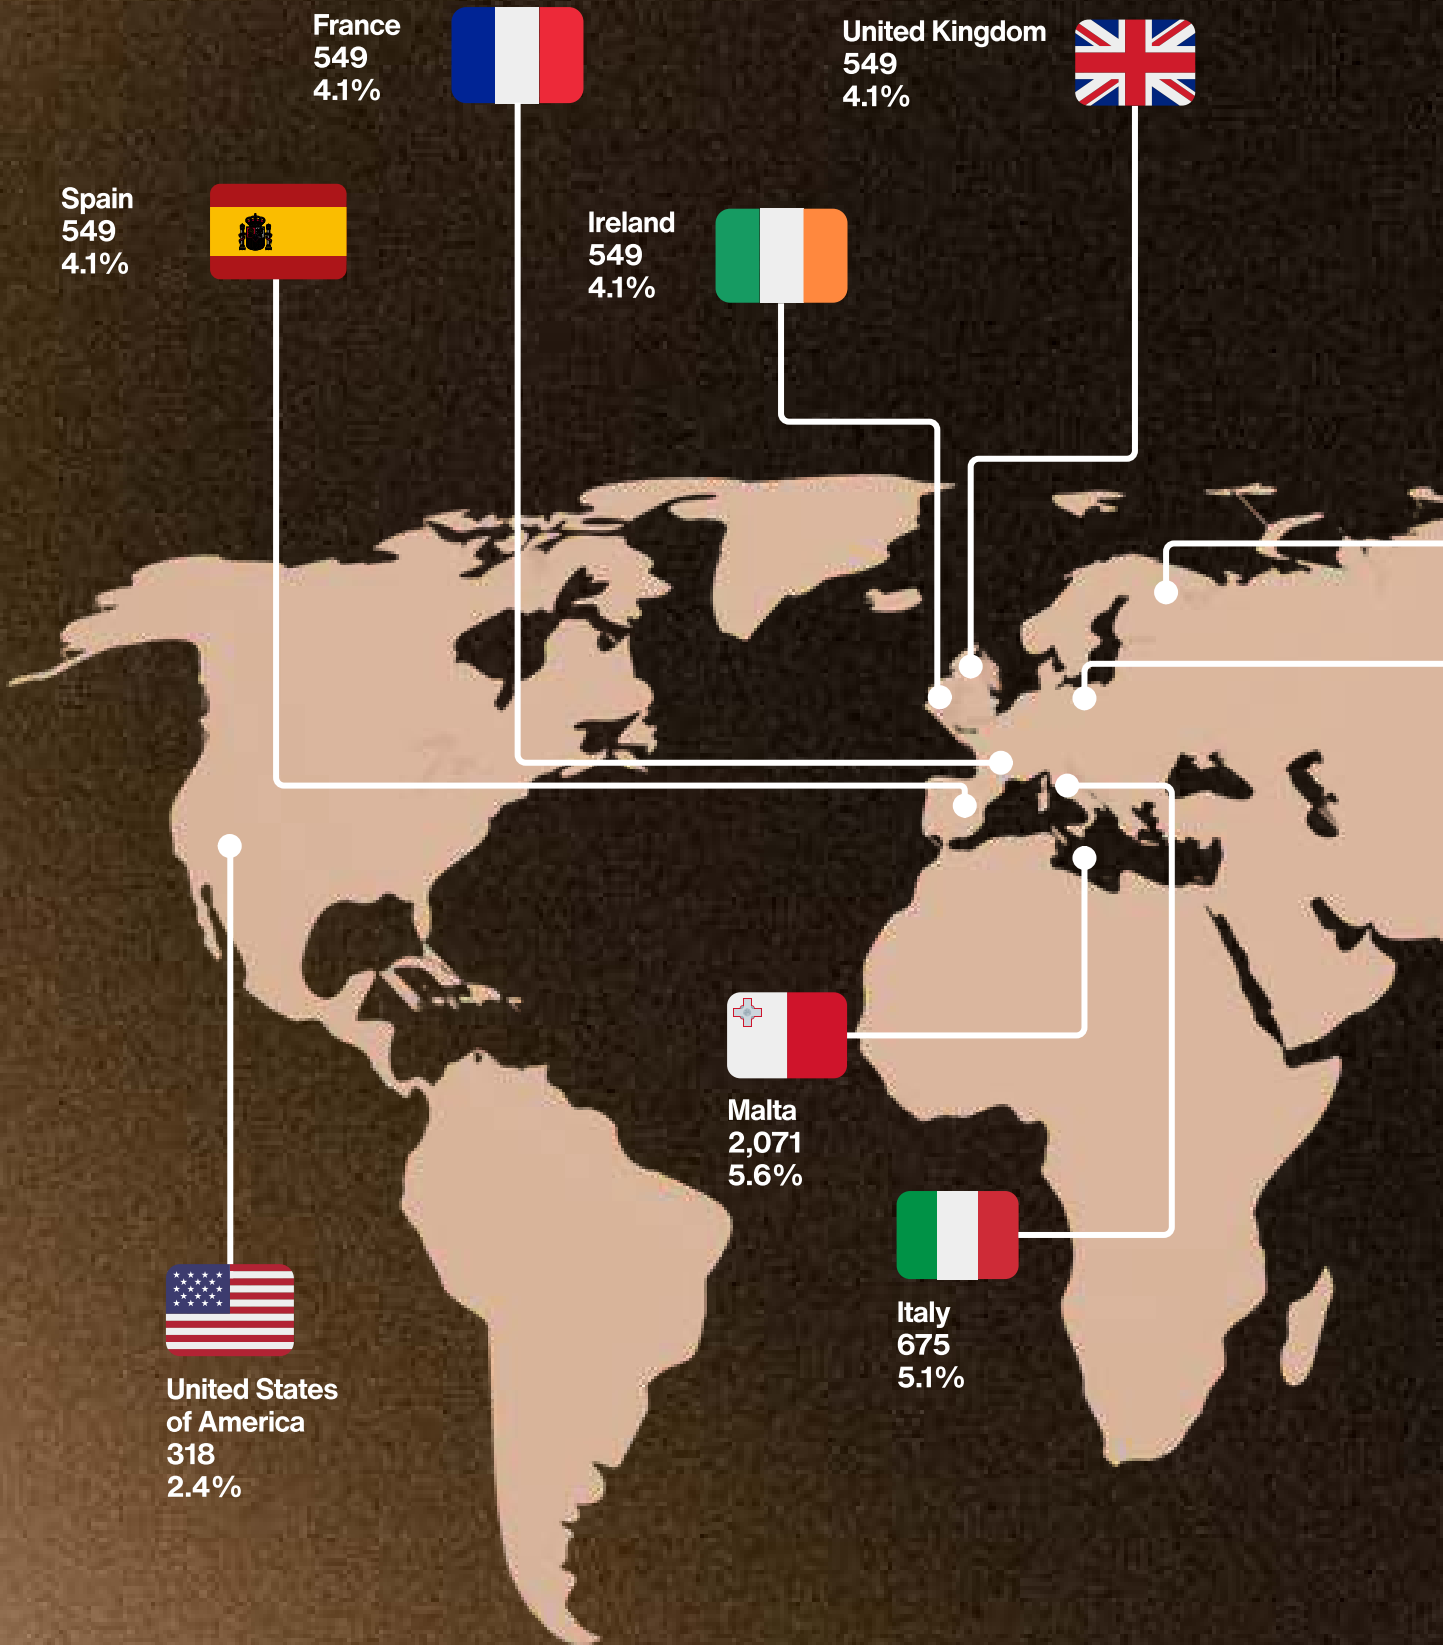 France
549
4.1%
United Kingdom
549
4.1%
Spain
549
4.1%
Ireland
549
4.1%
Malta
2,071
5.6%
Italy
675
5.1%
United States
of America
318
2.4%